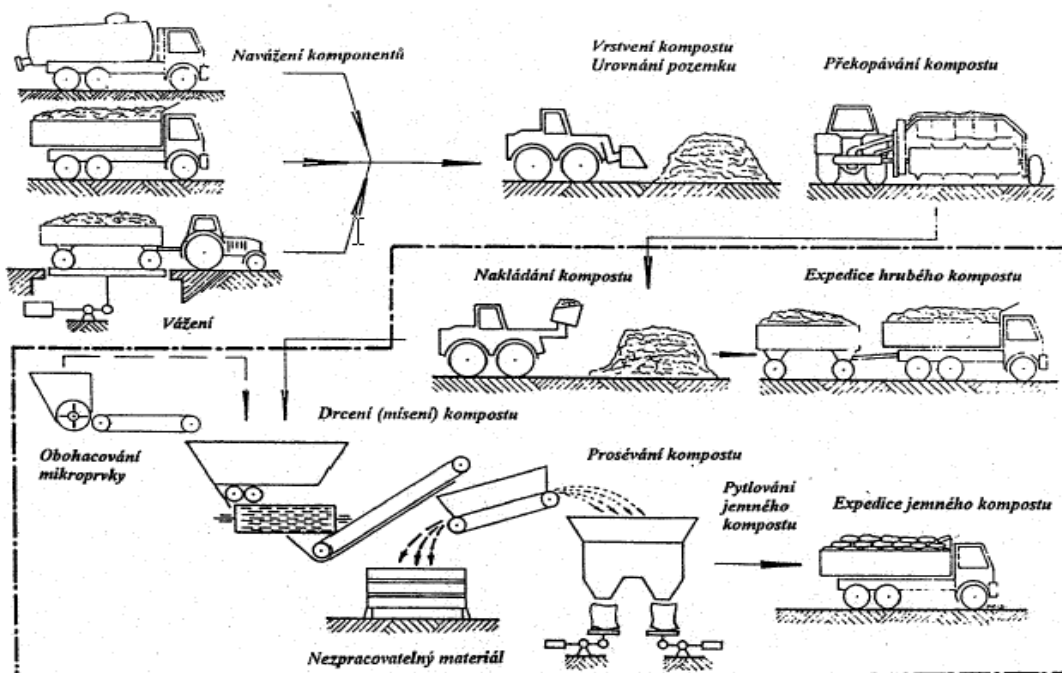 Navážení komponentů
Vrstvení kompostu
Urovnání pozemku
Překopávání kompostu
Vážení
Nakládání kompostu
Expedice hrubého kompostu
Obohacování
mikroprvky
Drcení (mísení) kompostu
Prosévání kompostu
Pytlování
jemného
kompostu
Expedice jemného kompostu
Nezpracovatelný materiál